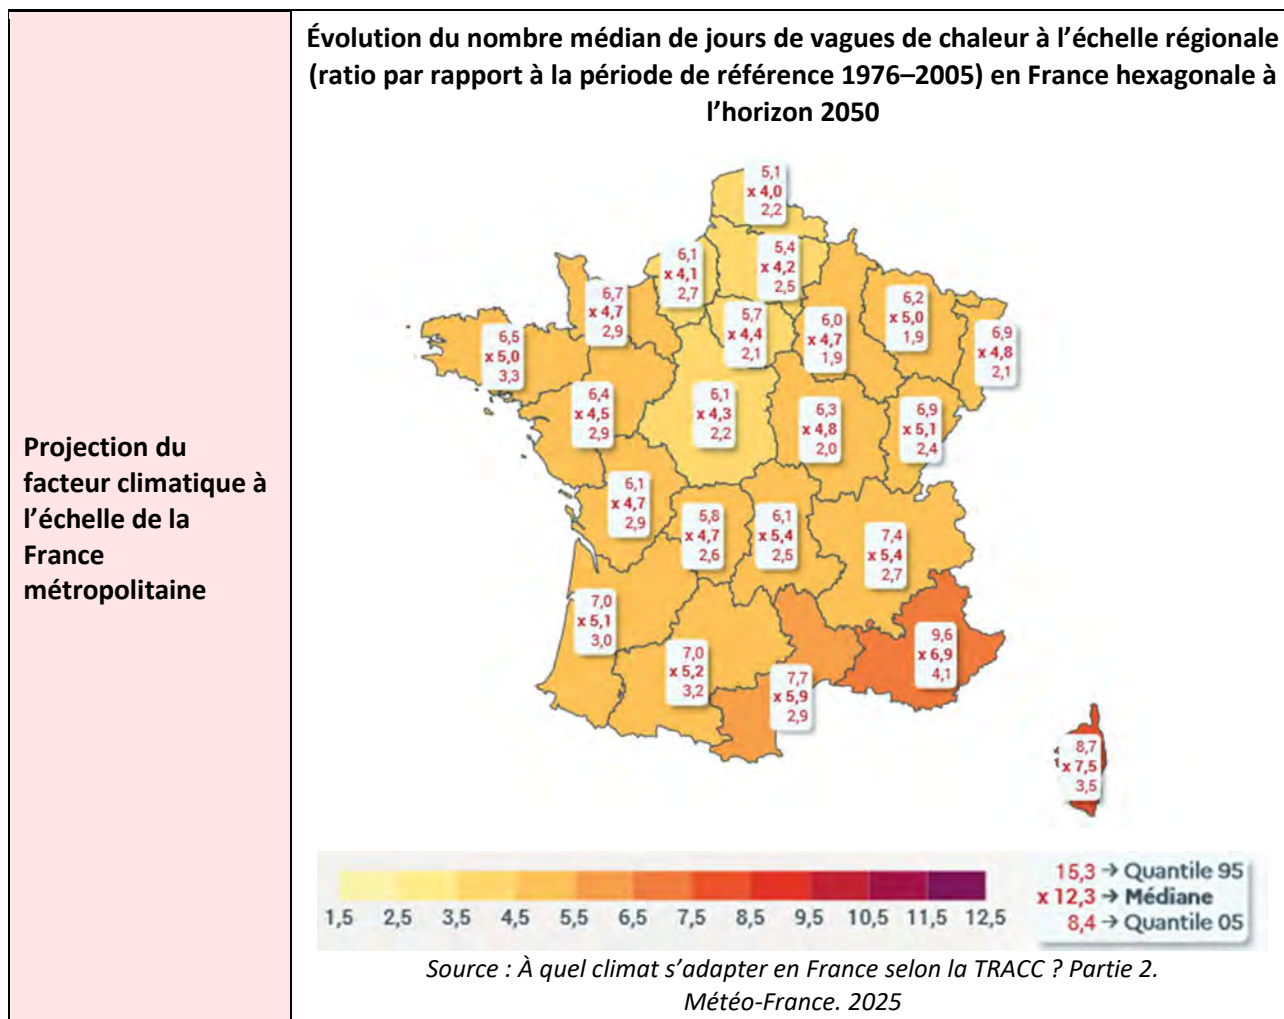 Projection du
facteur climatique à
l’échelle de la
France
métropolitaine
Évolution du nombre médian de jours de vagues de chaleur à l’échelle régionale
(ratio par rapport à la période de référence 1976–2005) en France hexagonale à
l’horizon 2050
5,1
x 4,0
2,2
6,1
x 4,1
2,7
5,4
x 4,2
2,5
6,7
x 4,7
2,9
5,7
x 4,4
2,1
6,0
x 4,7
1,9
6,2
x 5,0
1,9
6,9
x 4,8
2,1
6,5
x 5,0
3,3
6,4
x 4,5
2,9
6,1
x 4,3
2,2
6,3
x 4,8
2,0
6,9
x 5,1
2,4
6,1
x 4,7
2,9
5,8
x 4,7
2,6
6,1
x 5,4
2,5
7,4
x 5,4
2,7
7,0
x 5,1
3,0
7,0
x 5,2
3,2
7,7
x 5,9
2,9
9,6
x 6,9
4,1
8,7
x 7,5
3,5
1,5 2,5 3,5 4,5 5,5 6,5 7,5 8,5 9,5 10,5 11,5 12,5
15,3 → Quantile 95
x 12,3 → Médiane
8,4 → Quantile 05
Source : À quel climat s’adapter en France selon la TRACC ? Partie 2.
Météo-France. 2025